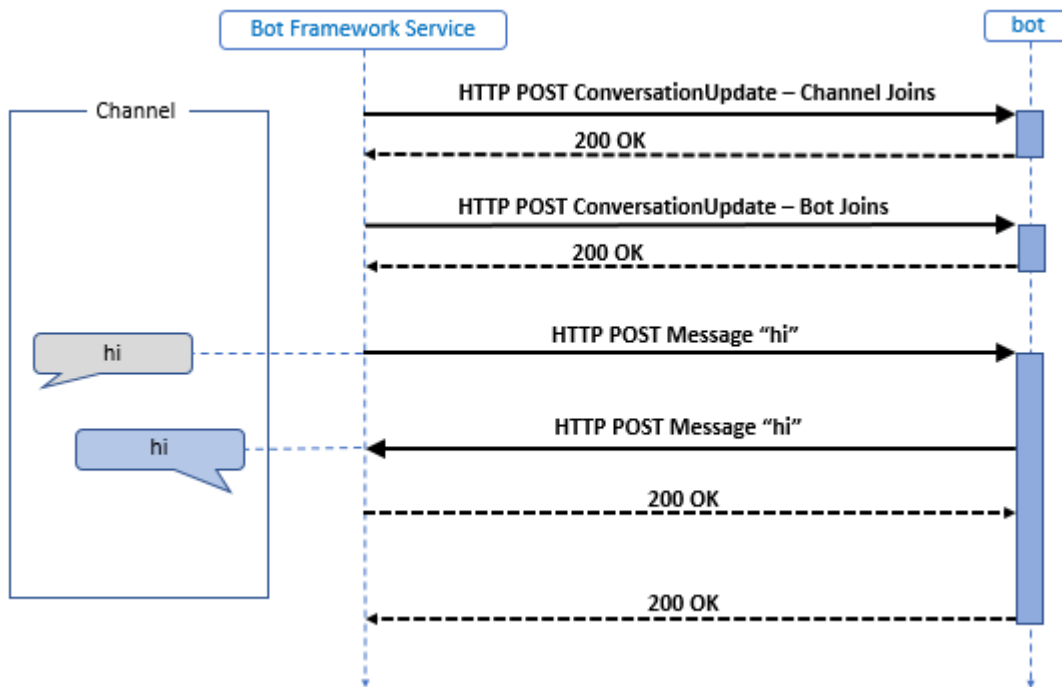 Bot Framework Service
bot
HTTP POST ConversationUpdate – Channel Joins
Channel
200 OK
HTTP POST ConversationUpdate – Bot Joins
200 OK
HTTP POST Message “hi”
hi
HTTP POST Message “hi”
hi
200 OK
200 OK